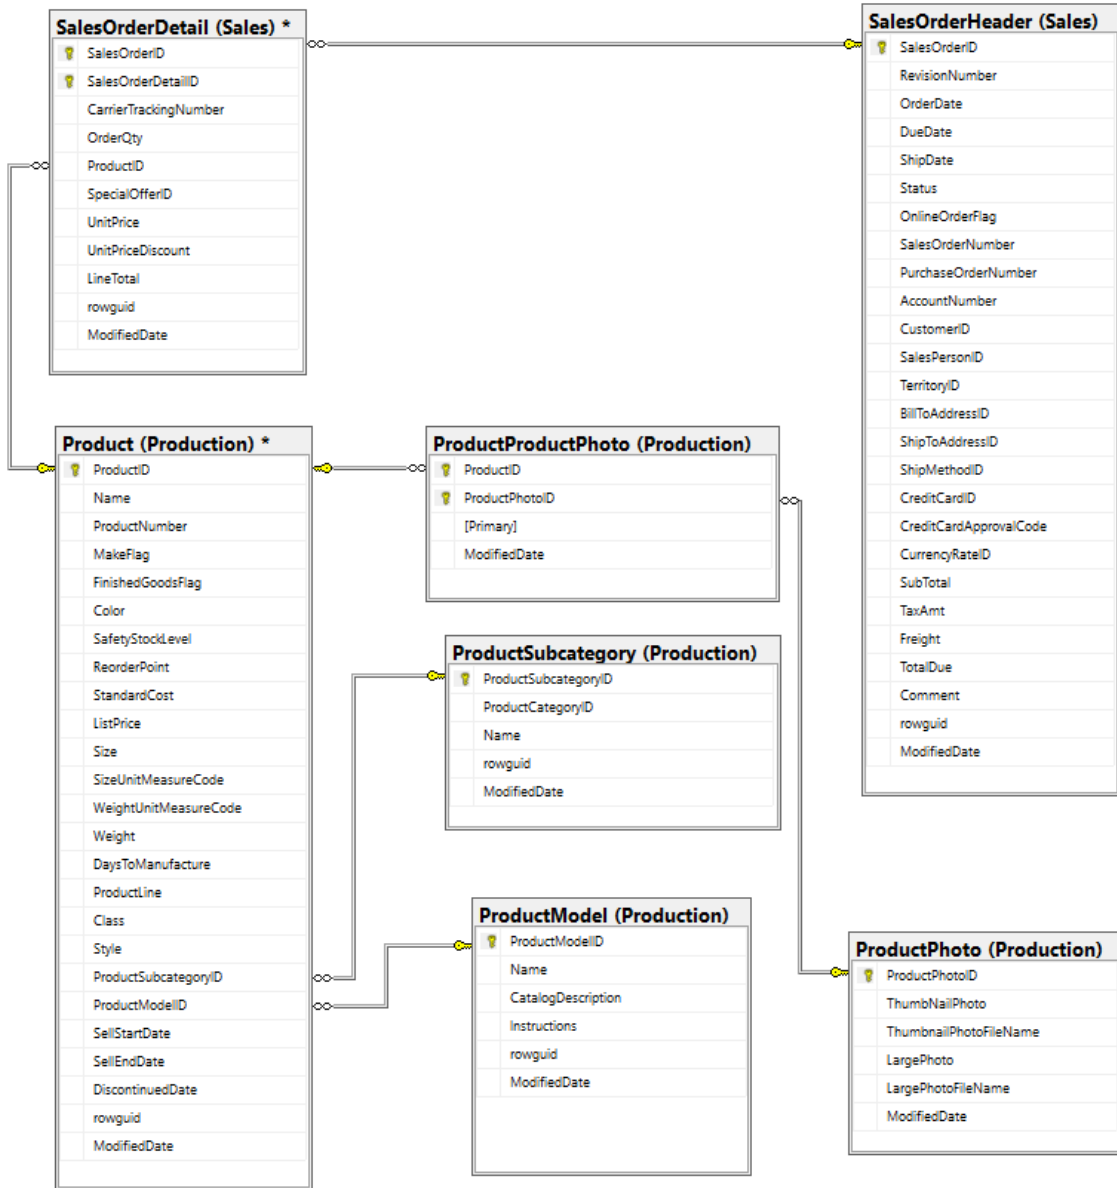 SalesOrderDetail (Sales) *
SalesOrderID
SalesOrderDetailID
CarrierTrackingNumber
OrderQty
ProductID
SpecialOfferID
UnitPrice
UnitPriceDiscount
LineTotal
rowguid
ModifiedDate
SalesOrderHeader (Sales)
SalesOrderID
RevisionNumber
OrderDate
DueDate
ShipDate
Status
OnlineOrderFlag
SalesOrderNumber
PurchaseOrderNumber
AccountNumber
CustomerID
SalesPersonID
TerritoryID
BillToAddressID
ShipToAddressID
ShipMethodID
CreditCardID
CreditCardApprovalCode
CurrencyRateID
SubTotal
TaxAmt
Freight
TotalDue
Comment
rowguid
ModifiedDate
Product (Production) *
ProductID
Name
ProductNumber
MakeFlag
FinishedGoodsFlag
Color
SafetyStockLevel
ReorderPoint
StandardCost
ListPrice
Size
SizeUnitMeasureCode
WeightUnitMeasureCode
Weight
DaysToManufacture
ProductLine
Class
Style
ProductSubcategoryID
ProductModelID
SellStartDate
SellEndDate
DiscontinuedDate
rowguid
ModifiedDate
ProductProductPhoto (Production)
ProductID
ProductPhotoID
[Primary]
ModifiedDate
ProductSubcategory (Production)
ProductSubcategoryID
ProductCategoryID
Name
rowguid
ModifiedDate
ProductModel (Production)
ProductModelID
Name
CatalogDescription
Instructions
rowguid
ModifiedDate
ProductPhoto (Production)
ProductPhotoID
ThumbNailPhoto
ThumbnailPhotoFileName
LargePhoto
LargePhotoFileName
ModifiedDate